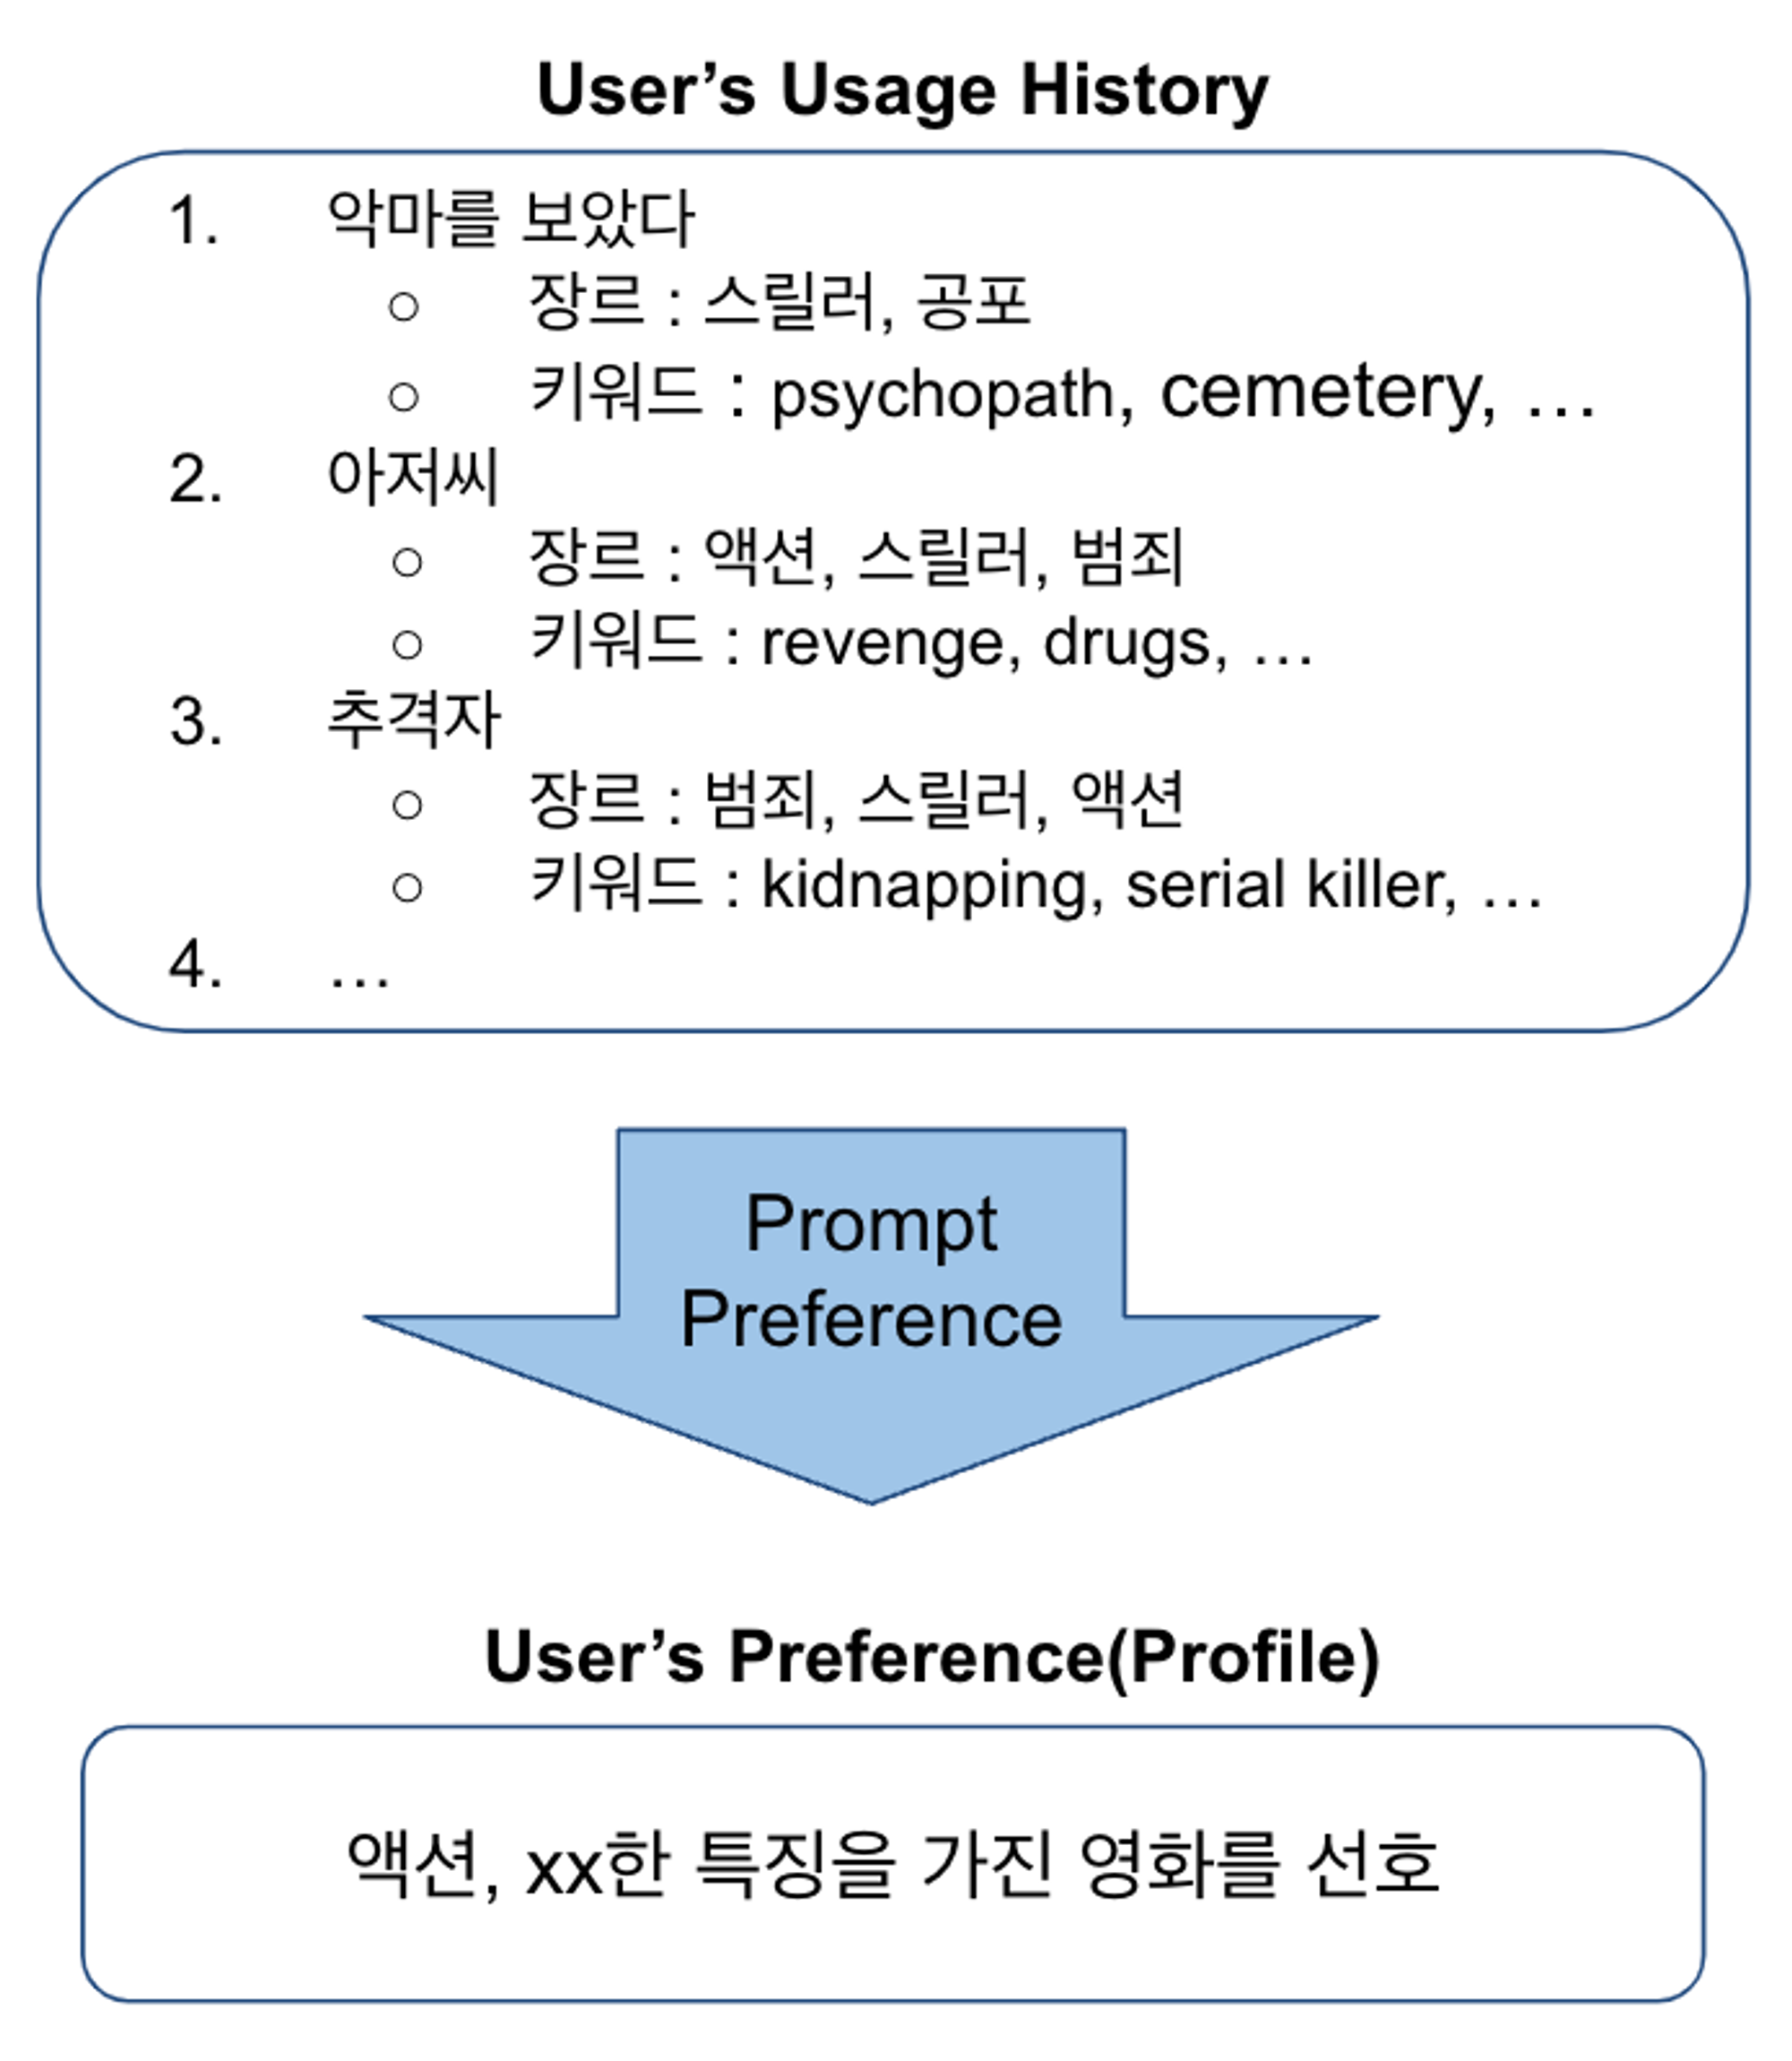 User’s Usage History
1. 악마를 보았다
○ 장르 : 스릴러, 공포
○ 키워드 : psychopath, cemetery, …
2. 아저씨
○ 장르 : 액션, 스릴러, 범죄
○ 키워드 : revenge, drugs, …
3. 추격자
○ 장르 : 범죄, 스릴러, 액션
○ 키워드 : kidnapping, serial killer, …
4. …
Prompt
Preference
User’s Preference(Profile)
액션, xx한 특징을 가진 영화를 선호